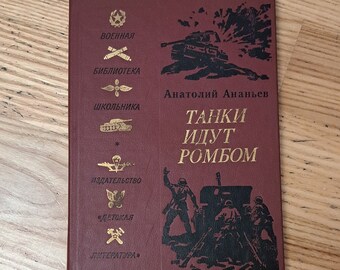 ВОЕННАЯ
БИБЛИОТЕКА
ШКОЛЬНИКА
ИЗДАТЕЛЬСТВО
«ДЕТСКАЯ
ЛИТЕРАТУРА»
Анатолий Ананьев
ТАНКИ
ИДУТ
РОМБОМ